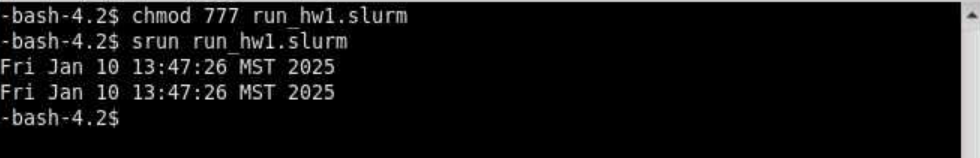 -bash-4.2$ chmod 777 run_hw1.slurm
-bash-4.2$ srun run_hw1.slurm
Fri Jan 10 13:47:26 MST 2025
Fri Jan 10 13:47:26 MST 2025
-bash-4.2$